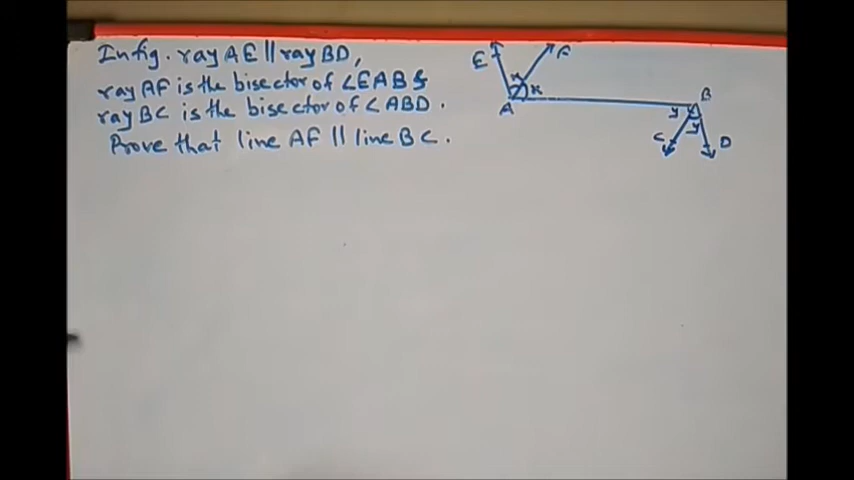 In fig. ray AE || ray BD,
ray AF is the bisector of ∠EAB &
ray BC is the bisector of ∠ABD.
Prove that line AF || line BC.
E
F
x
x
A
B
y
y
C
D